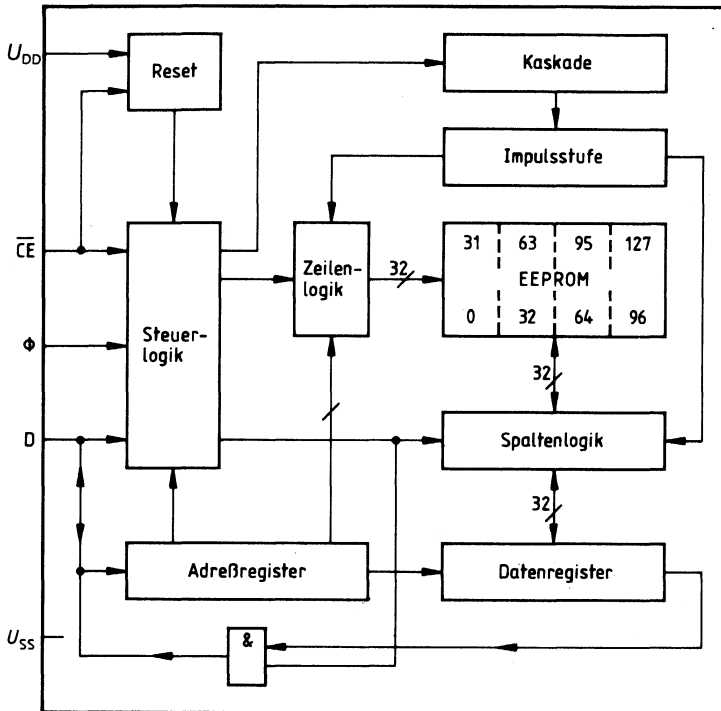 U_DD
Reset
Kaskade
Impulsstufe
C̅E̅
Steuer-
logik
Zeilen-
logik
32
31 63 95 127
EEPROM
0 32 64 96
Φ
32
D
Spaltenlogik
32
Adreßregister
Datenregister
U_SS
&